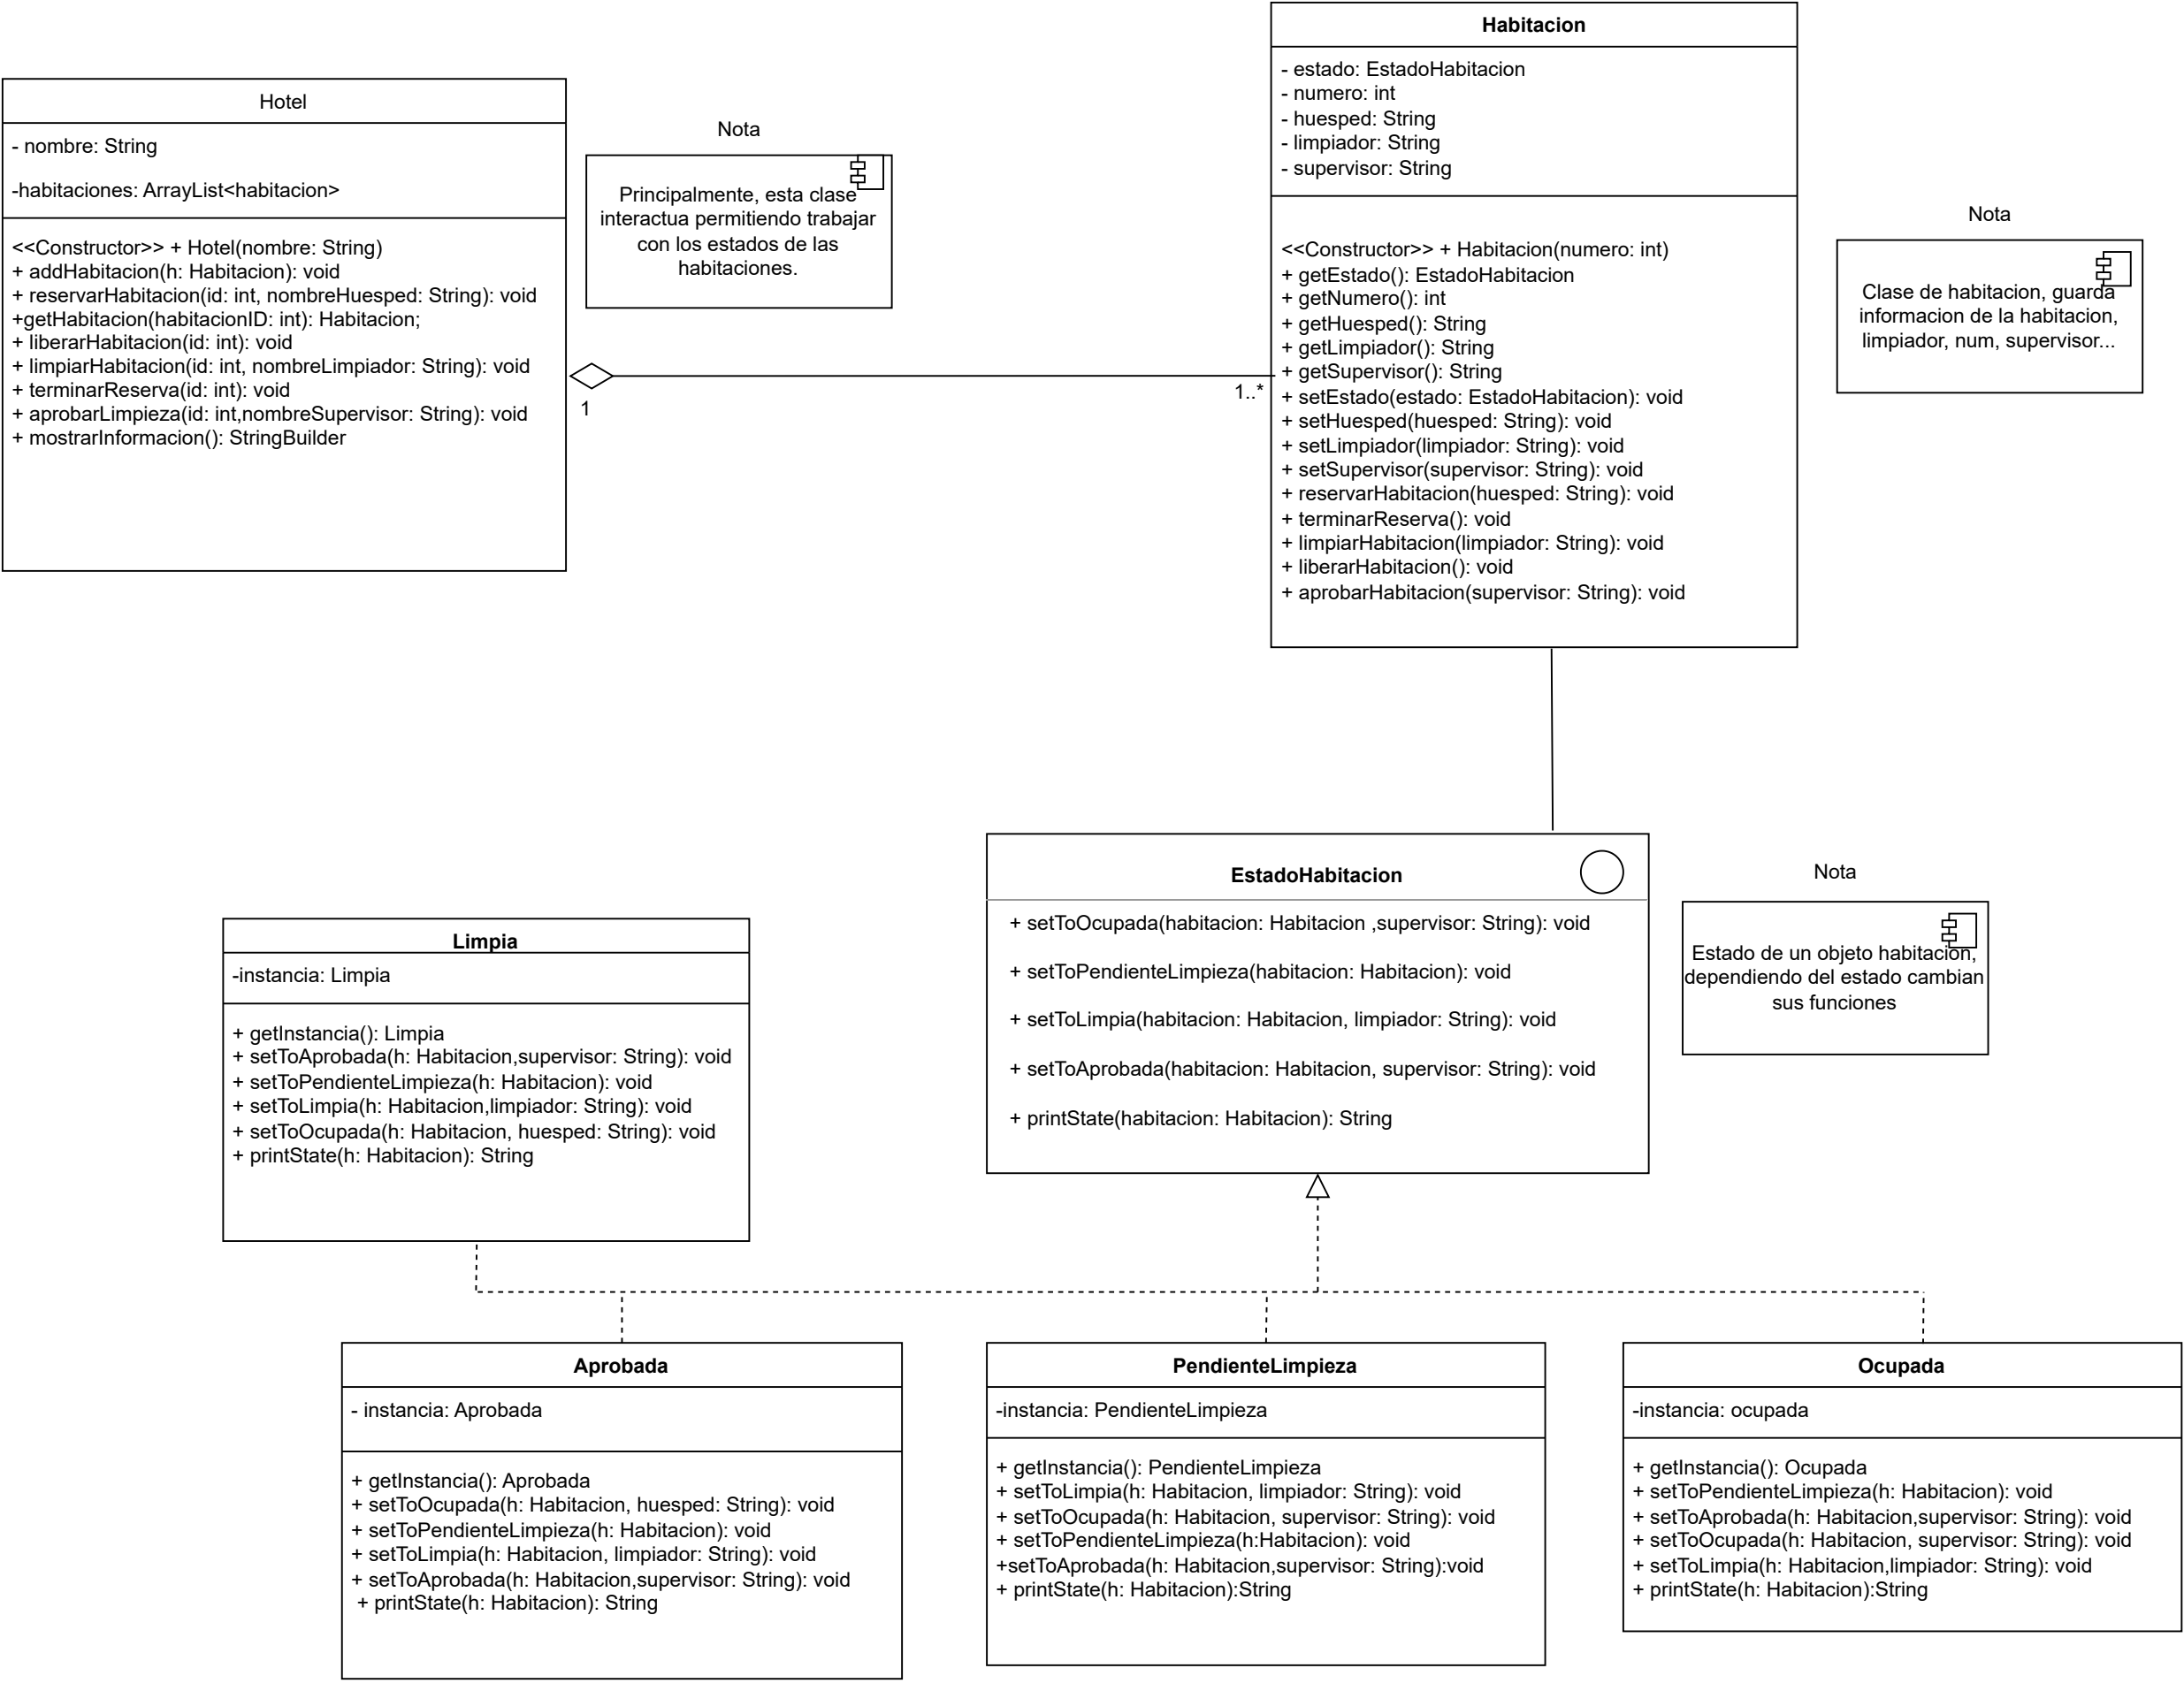 Hotel
- nombre: String
-habitaciones: ArrayList<habitacion>
<<Constructor>> + Hotel(nombre: String)
+ addHabitacion(h: Habitacion): void
+ reservarHabitacion(id: int, nombreHuesped: String): void
+getHabitacion(habitacionID: int): Habitacion;
+ liberarHabitacion(id: int): void
+ limpiarHabitacion(id: int, nombreLimpiador: String): void
+ terminarReserva(id: int): void
+ aprobarLimpieza(id: int,nombreSupervisor: String): void
+ mostrarInformacion(): StringBuilder
Nota
Principalmente, esta clase
interactua permitiendo trabajar
con los estados de las
habitaciones.
1
1..*
Habitacion
- estado: EstadoHabitacion
- numero: int
- huesped: String
- limpiador: String
- supervisor: String
<<Constructor>> + Habitacion(numero: int)
+ getEstado(): EstadoHabitacion
+ getNumero(): int
+ getHuesped(): String
+ getLimpiador(): String
+ getSupervisor(): String
+ setEstado(estado: EstadoHabitacion): void
+ setHuesped(huesped: String): void
+ setLimpiador(limpiador: String): void
+ setSupervisor(supervisor: String): void
+ reservarHabitacion(huesped: String): void
+ terminarReserva(): void
+ limpiarHabitacion(limpiador: String): void
+ liberarHabitacion(): void
+ aprobarHabitacion(supervisor: String): void
Nota
Clase de habitacion, guarda
informacion de la habitacion,
limpiador, num, supervisor...
EstadoHabitacion
+ setToOcupada(habitacion: Habitacion ,supervisor: String): void
+ setToPendienteLimpieza(habitacion: Habitacion): void
+ setToLimpia(habitacion: Habitacion, limpiador: String): void
+ setToAprobada(habitacion: Habitacion, supervisor: String): void
+ printState(habitacion: Habitacion): String
Nota
Estado de un objeto habitacion,
dependiendo del estado cambian
sus funciones
Limpia
-instancia: Limpia
+ getInstancia(): Limpia
+ setToAprobada(h: Habitacion,supervisor: String): void
+ setToPendienteLimpieza(h: Habitacion): void
+ setToLimpia(h: Habitacion,limpiador: String): void
+ setToOcupada(h: Habitacion, huesped: String): void
+ printState(h: Habitacion): String
Aprobada
- instancia: Aprobada
+ getInstancia(): Aprobada
+ setToOcupada(h: Habitacion, huesped: String): void
+ setToPendienteLimpieza(h: Habitacion): void
+ setToLimpia(h: Habitacion, limpiador: String): void
+ setToAprobada(h: Habitacion,supervisor: String): void
+ printState(h: Habitacion): String
PendienteLimpieza
-instancia: PendienteLimpieza
+ getInstancia(): PendienteLimpieza
+ setToLimpia(h: Habitacion, limpiador: String): void
+ setToOcupada(h: Habitacion, supervisor: String): void
+ setToPendienteLimpieza(h:Habitacion): void
+setToAprobada(h: Habitacion,supervisor: String):void
+ printState(h: Habitacion):String
Ocupada
-instancia: ocupada
+ getInstancia(): Ocupada
+ setToPendienteLimpieza(h: Habitacion): void
+ setToAprobada(h: Habitacion,supervisor: String): void
+ setToOcupada(h: Habitacion, supervisor: String): void
+ setToLimpia(h: Habitacion,limpiador: String): void
+ printState(h: Habitacion):String